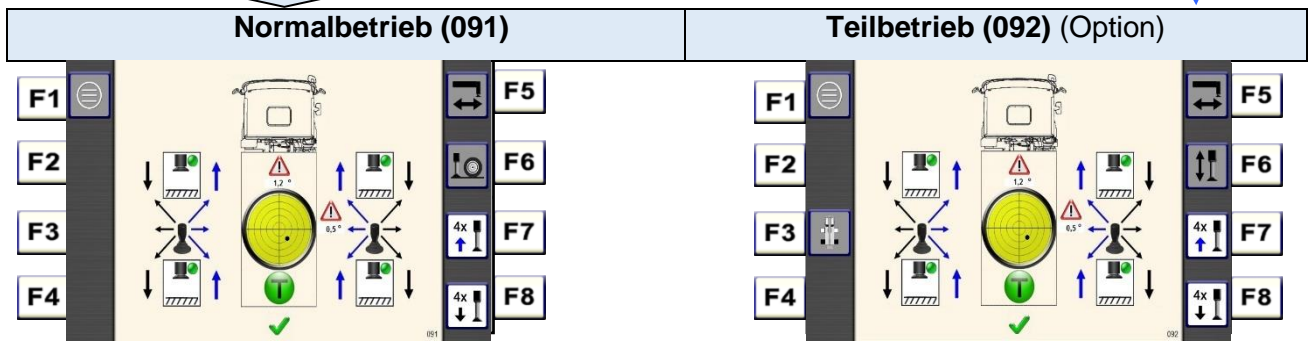 Normalbetrieb (091)
Teilbetrieb (092) (Option)
F1
F2
F3
F4
1,2 °
0,5 °
T
4x
4x
091
F5
F6
F7
F8
F1
F2
F3
F4
1,2 °
0,5 °
T
4x
4x
092
F5
F6
F7
F8